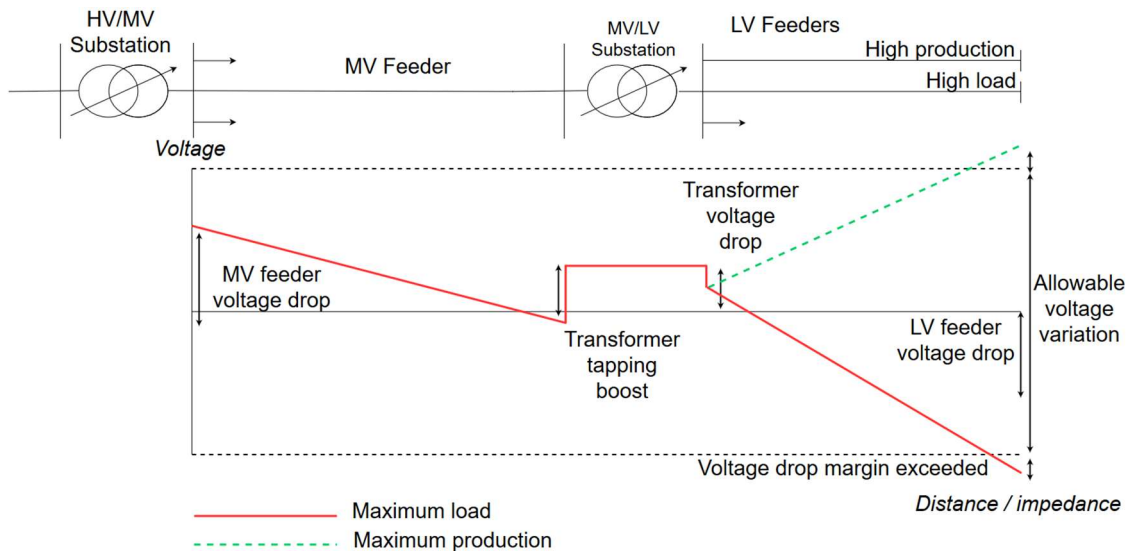 HV/MV
Substation
MV Feeder
MV/LV
Substation
LV Feeders
High production
High load
Voltage
MV feeder
voltage drop
Transformer
tapping
boost
Transformer
voltage
drop
LV feeder
voltage drop
Allowable
voltage
variation
Voltage drop margin exceeded
Distance / impedance
Maximum load
Maximum production